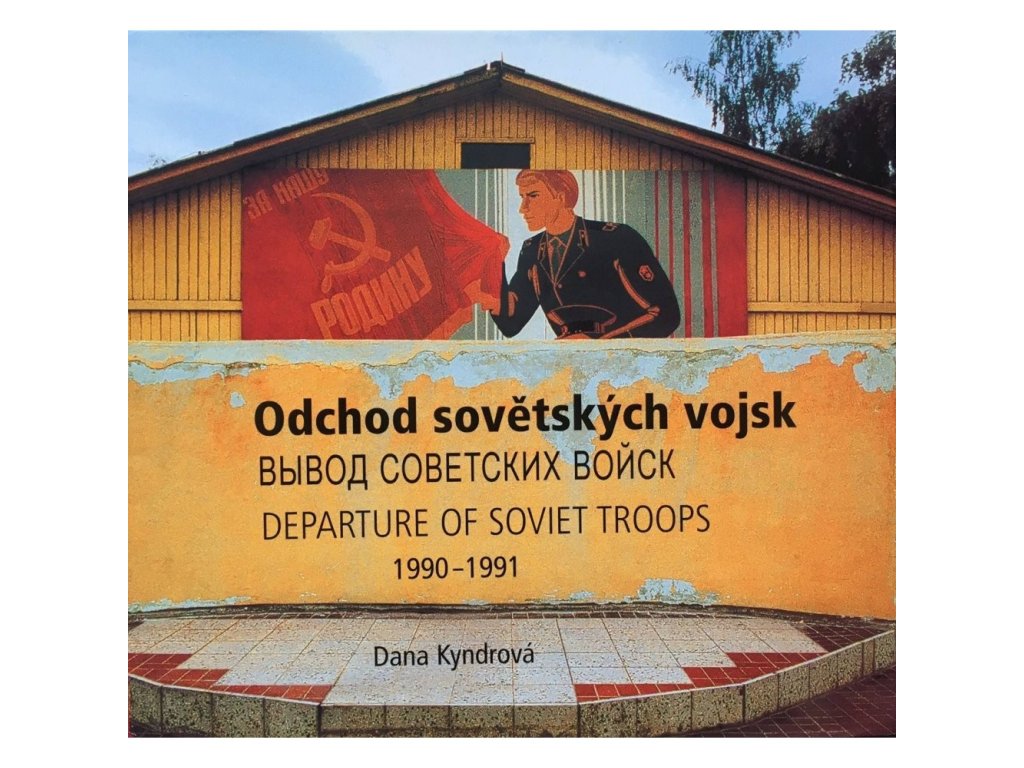 ЗА НАШУ
РОДИНУ
Odchod sovětských vojsk
ВЫВОД СОВЕТСКИХ ВОЙСК
DEPARTURE OF SOVIET TROOPS
1990–1991
Dana Kyndrová